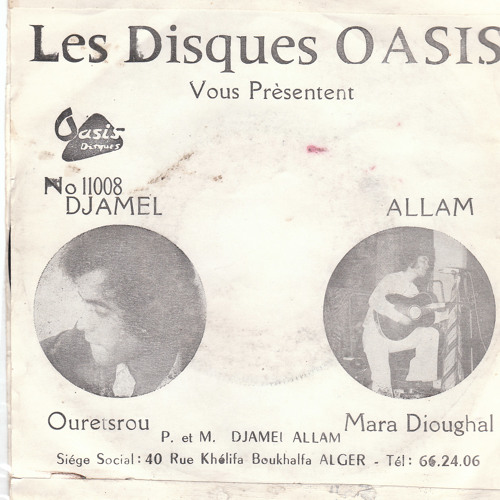 Les Disques OASIS
Vous Prèsentent
Oasis
Disques
No 11008
DJAMEL ALLAM
Ouretsrou Mara Dioughal
P. et M. DJAMEL ALLAM
Siége Social: 40 Rue Khélifa Boukhalfa ALGER - Tél: 66.24.06